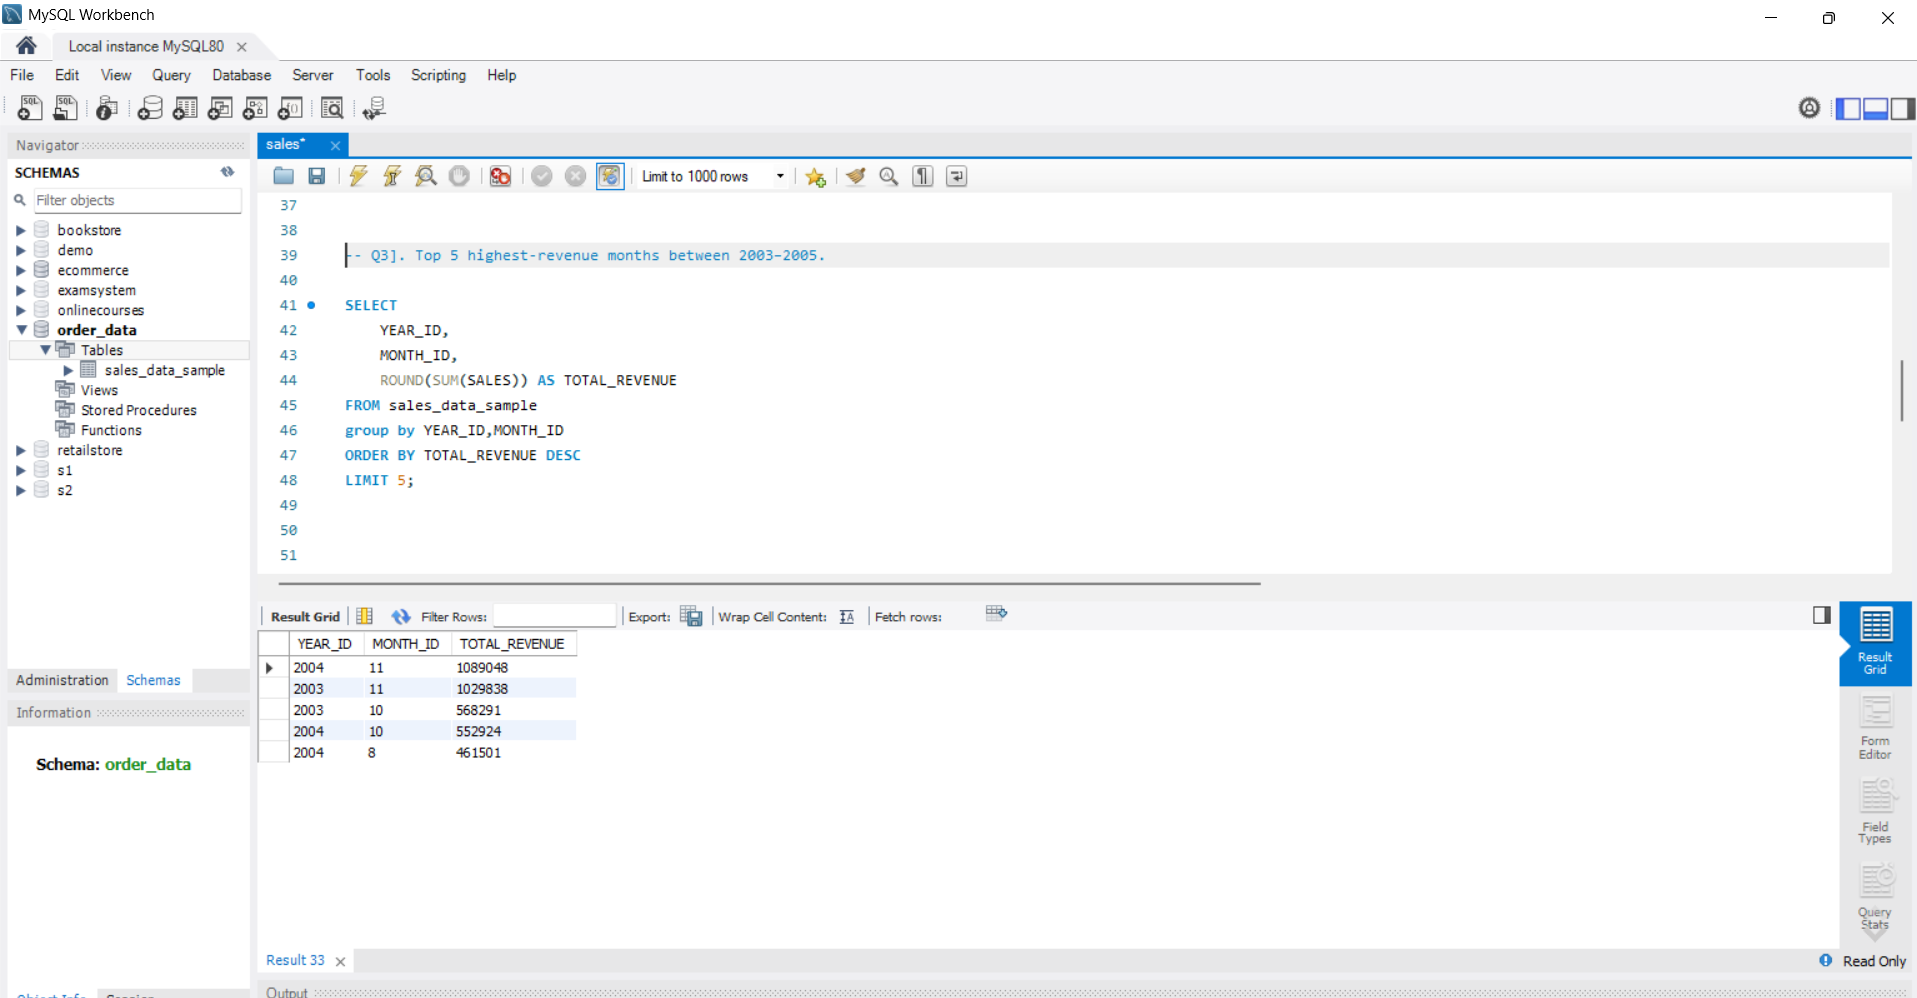 MySQL Workbench
Local instance MySQL80
File Edit View Query Database Server Tools Scripting Help
Navigator
SCHEMAS
Filter objects
bookstore
demo
ecommerce
examsystem
onlinecourses
order_data
Tables
sales_data_sample
Views
Stored Procedures
Functions
retailstore
s1
s2
Administration Schemas
Information
Schema: order_data
sales*
Limit to 1000 rows
37
38
39 -- Q3]. Top 5 highest-revenue months between 2003–2005.
40
41 SELECT
42 YEAR_ID,
43 MONTH_ID,
44 ROUND(SUM(SALES)) AS TOTAL_REVENUE
45 FROM sales_data_sample
46 group by YEAR_ID,MONTH_ID
47 ORDER BY TOTAL_REVENUE DESC
48 LIMIT 5;
49
50
51
Result Grid Filter Rows: Export: Wrap Cell Content: Fetch rows:
YEAR_ID MONTH_ID TOTAL_REVENUE
2004 11 1089048
2003 11 1029838
2003 10 568291
2004 10 552924
2004 8 461501
Result
Grid
Form
Editor
Field
Types
Query
Stats
Result 33
Read Only
Output